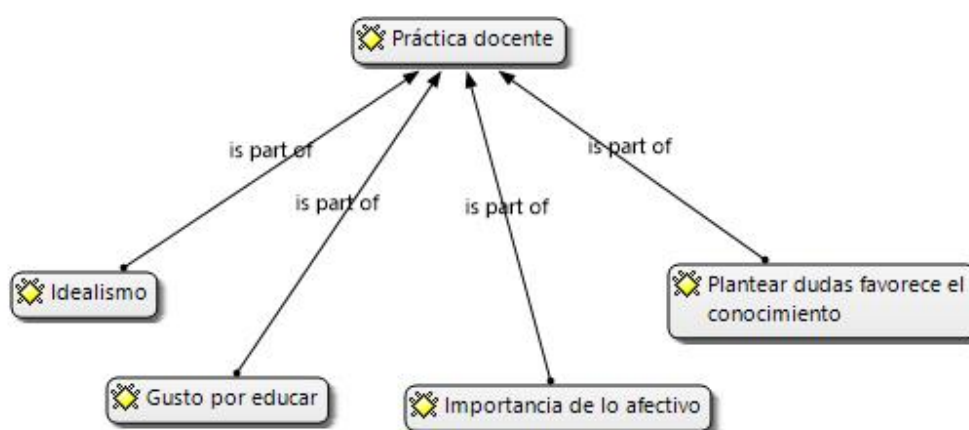 Práctica docente
is part of
is part of
is part of
is part of
Idealismo
Plantear dudas favorece el
conocimiento
Gusto por educar
Importancia de lo afectivo